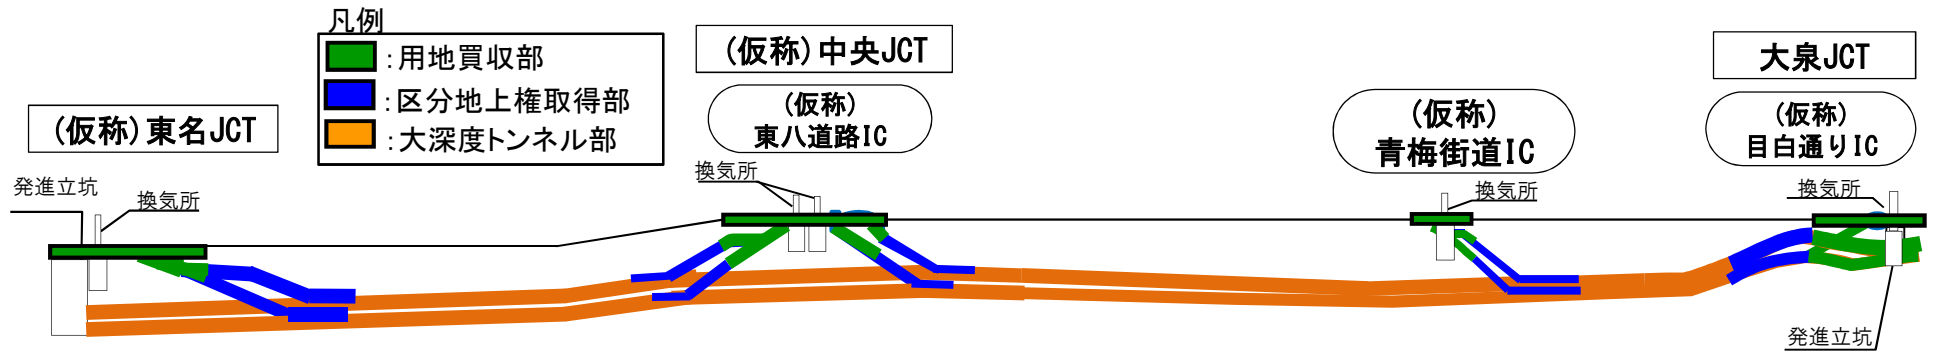 凡例
:用地買収部
:区分地上権取得部
:大深度トンネル部
(仮称)東名JCT
発進立坑
換気所
(仮称)中央JCT
(仮称)
東八道路IC
換気所
(仮称)
青梅街道IC
換気所
大泉JCT
(仮称)
目白通りIC
換気所
発進立坑